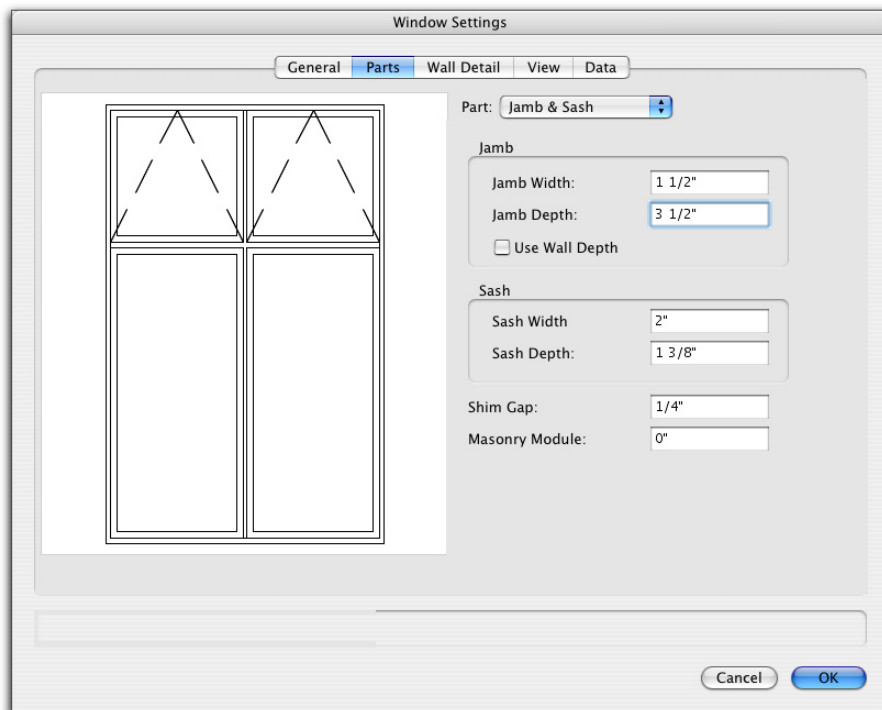 Window Settings
General Parts Wall Detail View Data
Part: Jamb & Sash
Jamb
Jamb Width: 1 1/2"
Jamb Depth: 3 1/2"
Use Wall Depth
Sash
Sash Width 2"
Sash Depth: 1 3/8"
Shim Gap: 1/4"
Masonry Module: 0"
Cancel OK